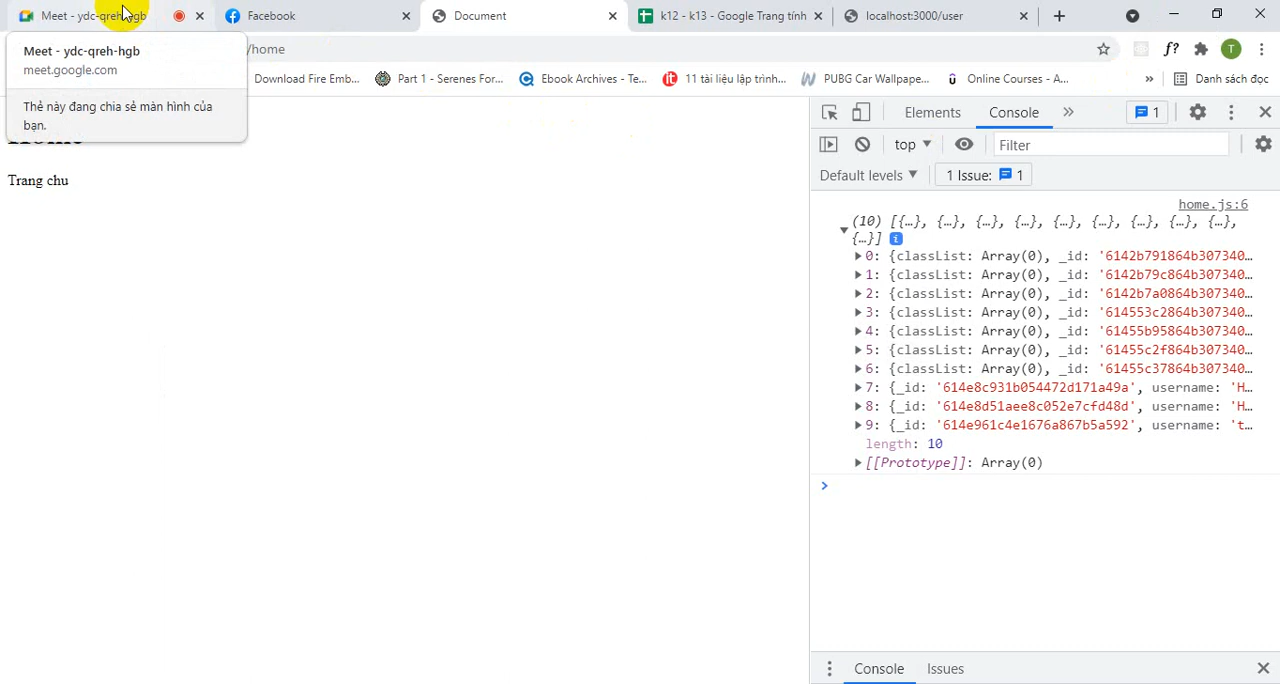 Meet - ydc-qreh-hgb
Facebook
Document
k12 - k13 - Google Trang tính
localhost:3000/user
Meet - ydc-qreh-hgb
meet.google.com
Thẻ này đang chia sẻ màn hình của
bạn.
/home
f?
T
Download Fire Emb...
Part 1 - Serenes For...
Ebook Archives - Te...
it
11 tài liệu lập trình...
PUBG Car Wallpape...
Online Courses - A...
»
Danh sách đọc
Trang chu
Elements
Console
»
1
top
Filter
Default levels
1 Issue:
1
home.js:6
(10) [{…}, {…}, {…}, {…}, {…}, {…}, {…}, {…}, {…},
{…}]
0: {classList: Array(0), _id: '6142b791864b307340…
1: {classList: Array(0), _id: '6142b79c864b307340…
2: {classList: Array(0), _id: '6142b7a0864b307340…
3: {classList: Array(0), _id: '614553c2864b307340…
4: {classList: Array(0), _id: '61455b95864b307340…
5: {classList: Array(0), _id: '61455c2f864b307340…
6: {classList: Array(0), _id: '61455c37864b307340…
7: {_id: '614e8c931b054472d171a49a', username: 'H…
8: {_id: '614e8d51aee8c052e7cfd48d', username: 'H…
9: {_id: '614e961c4e1676a867b5a592', username: 't…
length: 10
[[Prototype]]: Array(0)
>
Console
Issues